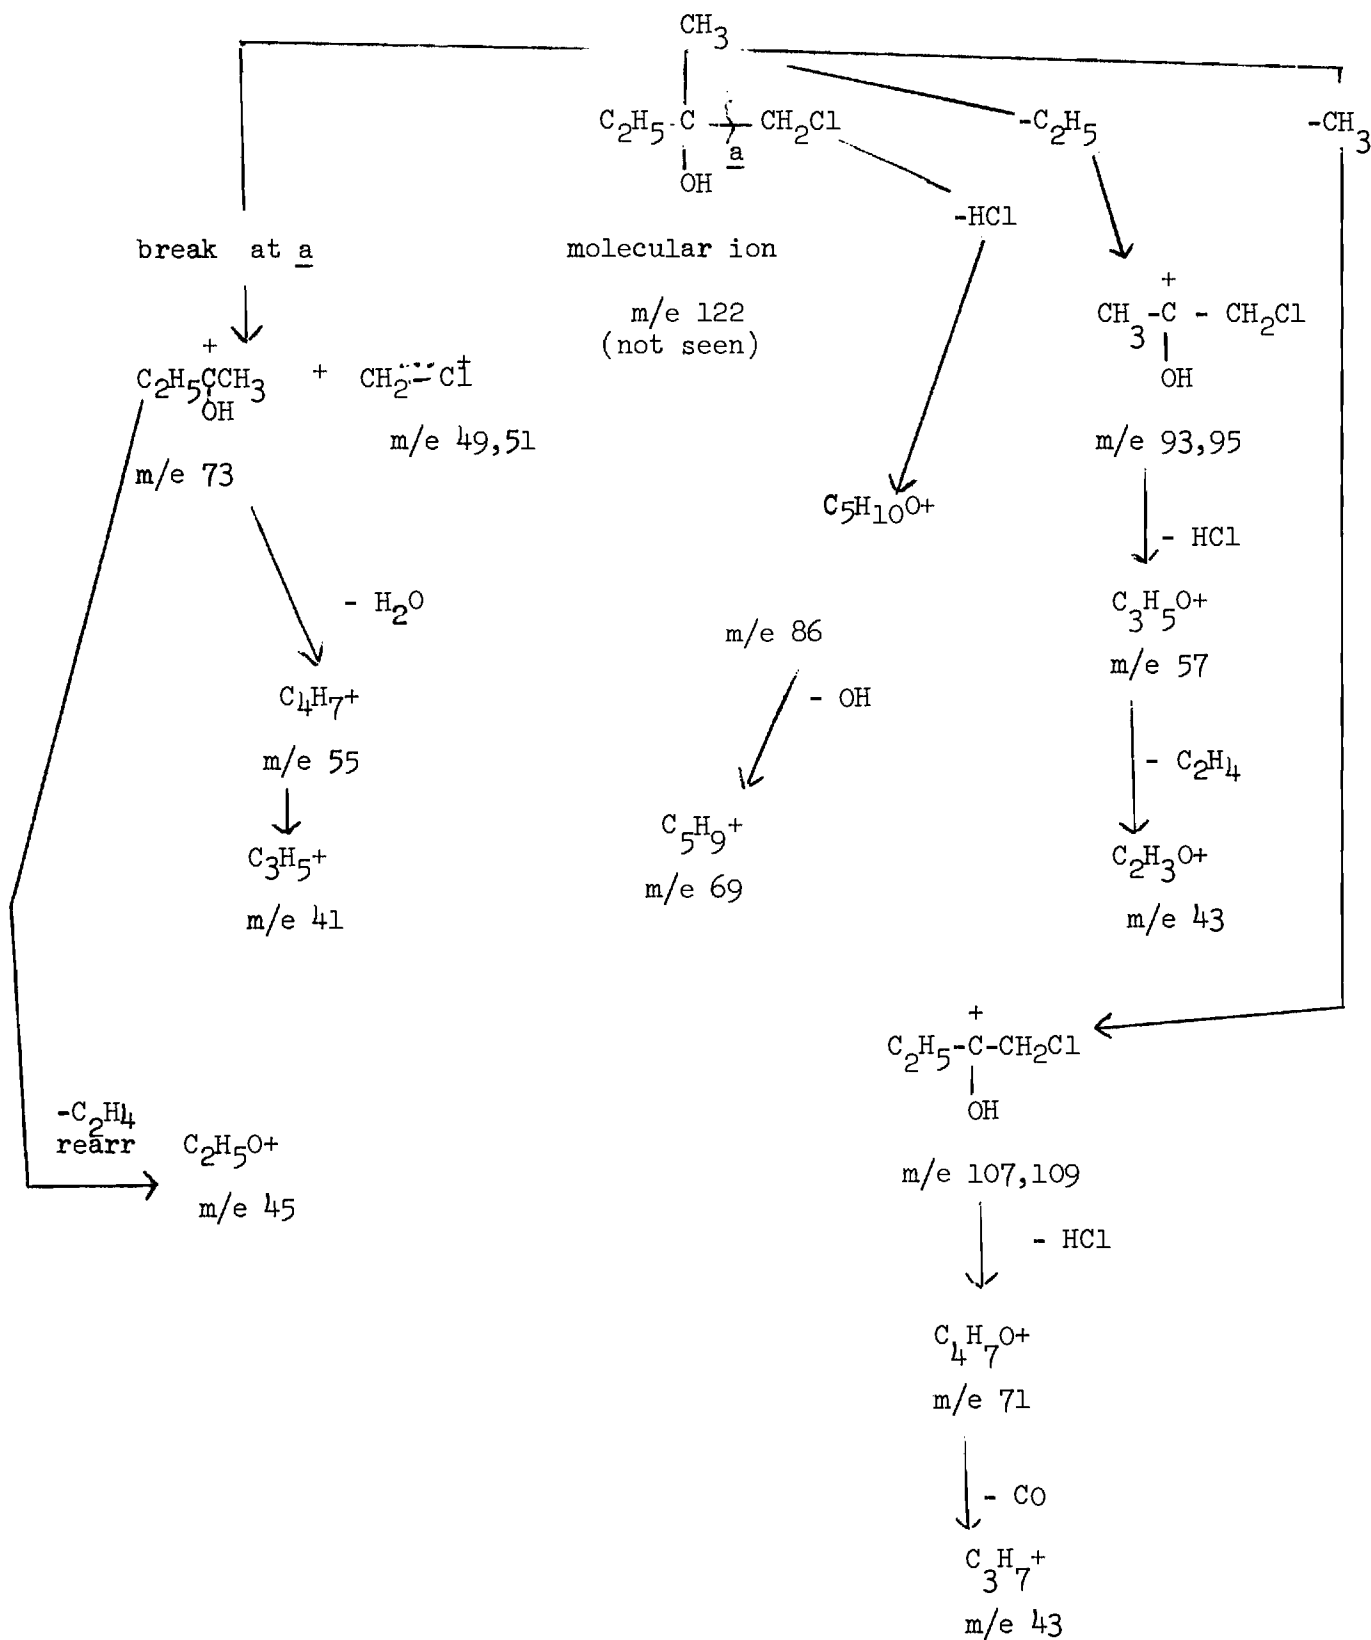 CH3
C2H5-C-CH2Cl
a
OH
-C2H5
-CH3
-HCl
break at a
molecular ion
m/e 122
(not seen)
+
C2H5CCH3
OH
+
CH2=Cl+
m/e 49,51
m/e 73
+
CH3-C - CH2Cl
OH
m/e 93,95
C5H10O+
- HCl
- H2O
C3H5O+
m/e 86
m/e 57
C4H7+
- OH
m/e 55
- C2H4
C3H5+
C5H9+
C2H3O+
m/e 41
m/e 69
m/e 43
+
C2H5-C-CH2Cl
OH
-C2H4
rearr
C2H5O+
m/e 45
m/e 107,109
- HCl
C4H7O+
m/e 71
- CO
C3H7+
m/e 43